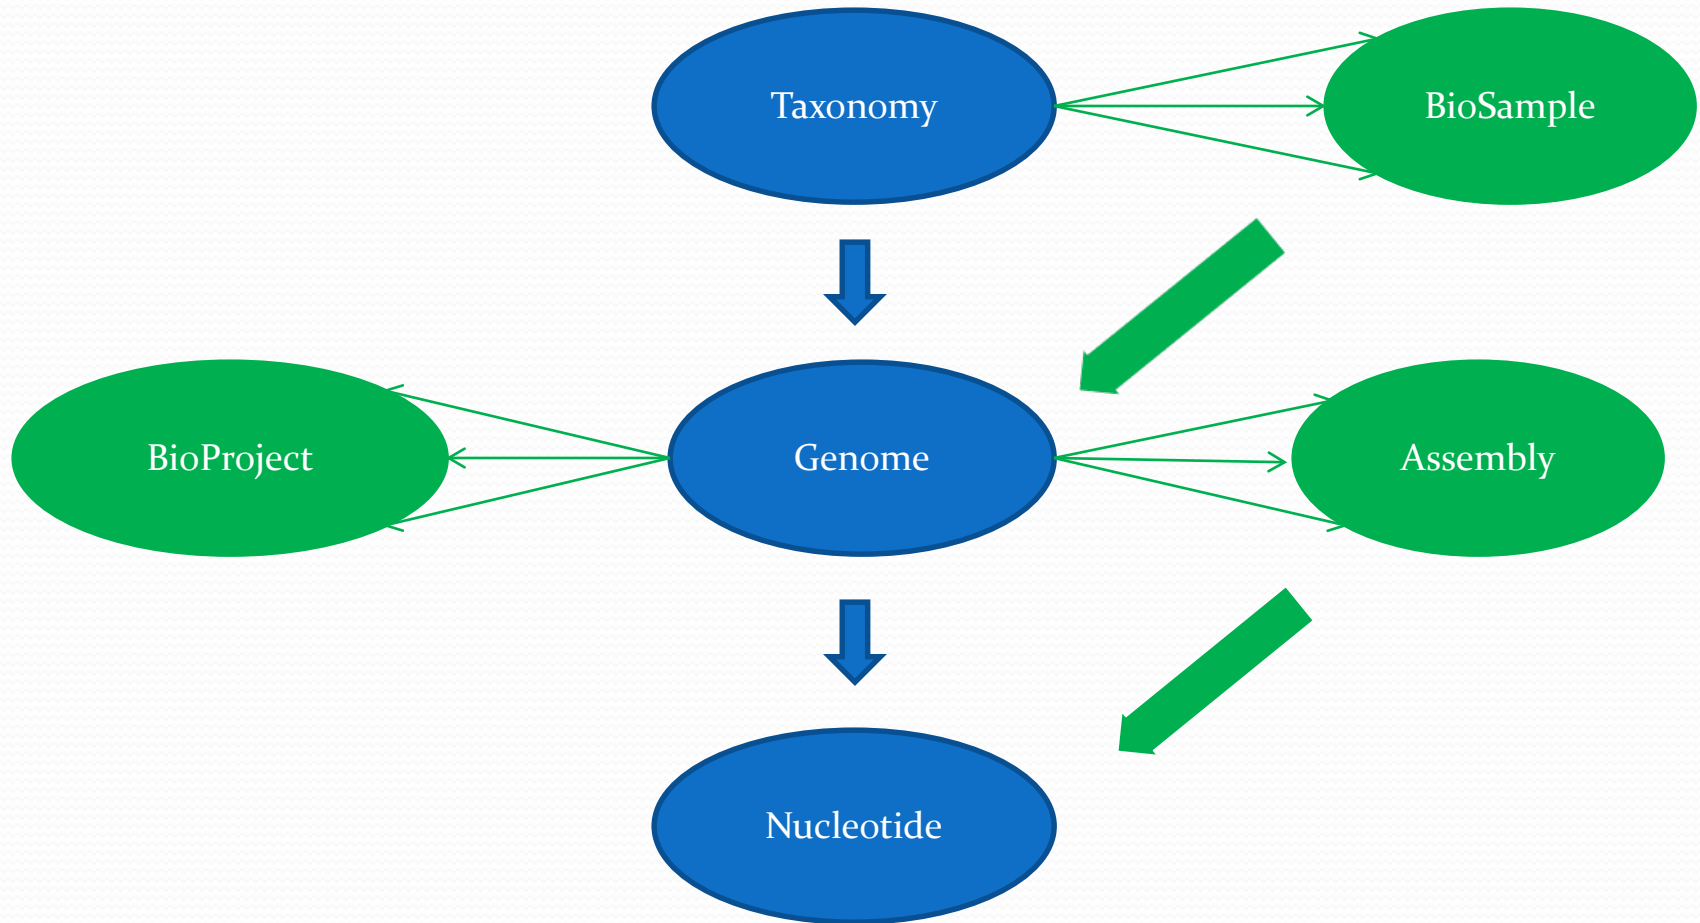 Taxonomy
BioSample
BioProject
Genome
Assembly
Nucleotide